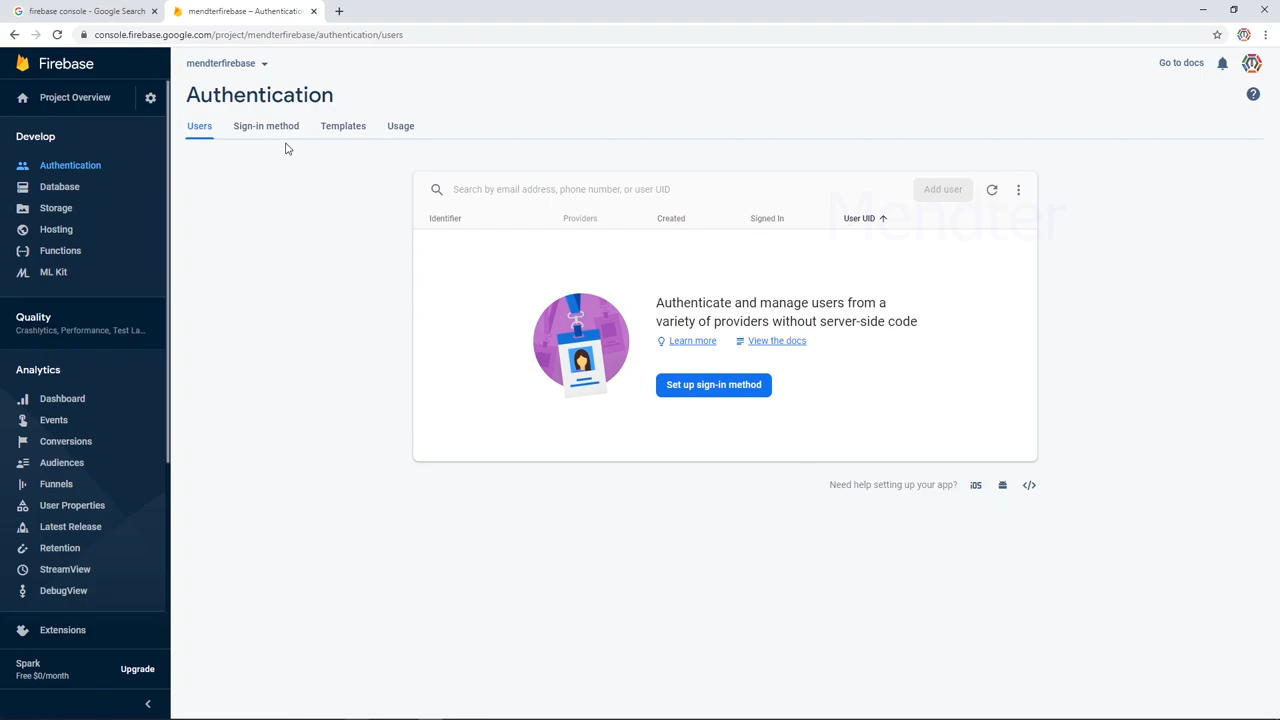 firebase console - Google Search
mendterfirebase – Authentication
console.firebase.google.com/project/mendterfirebase/authentication/users
Firebase
mendterfirebase
Go to docs
Project Overview
Authentication
Users
Sign-in method
Templates
Usage
Develop
Authentication
Database
Storage
Hosting
Functions
ML Kit
Quality
Crashlytics, Performance, Test La...
Analytics
Dashboard
Events
Conversions
Audiences
Funnels
User Properties
Latest Release
Retention
StreamView
DebugView
Extensions
Spark
Free $0/month
Upgrade
Search by email address, phone number, or user UID
Add user
Identifier
Providers
Created
Signed In
User UID
Mendter
Authenticate and manage users from a
variety of providers without server-side code
Learn more
View the docs
Set up sign-in method
Need help setting up your app?
iOS